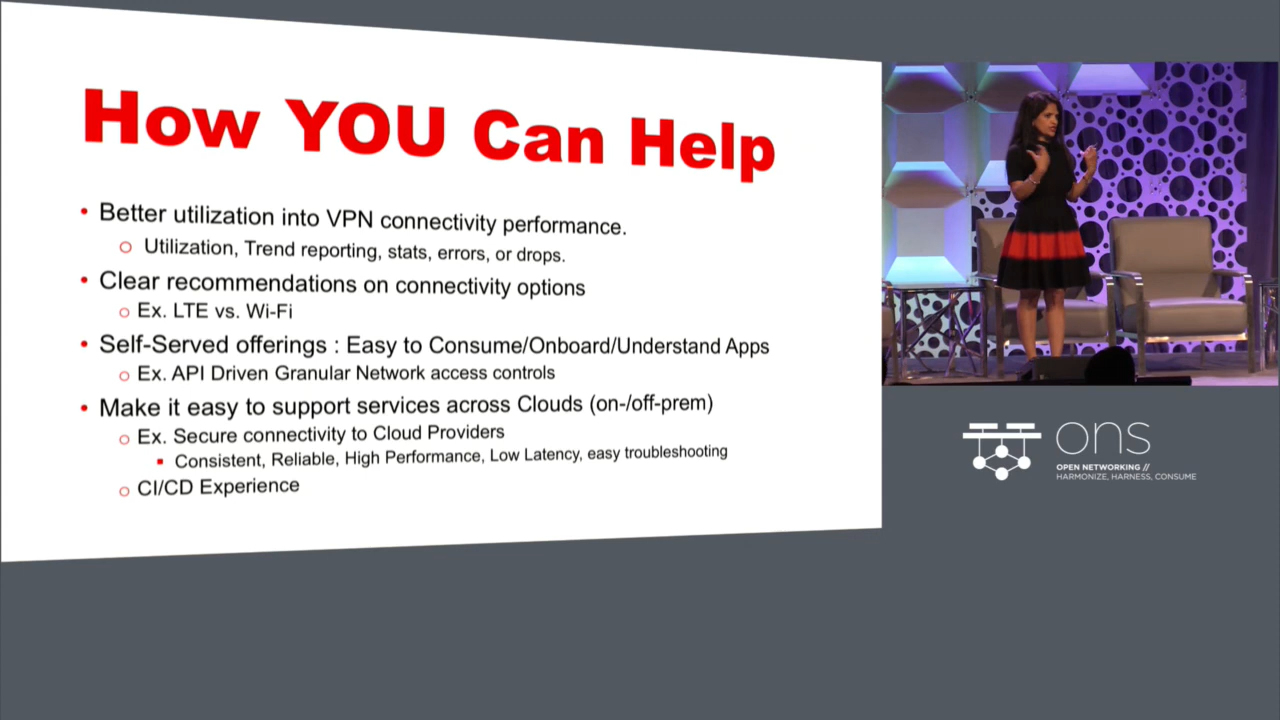 How YOU Can Help
• Better utilization into VPN connectivity performance.
o Utilization, Trend reporting, stats, errors, or drops.
• Clear recommendations on connectivity options
o Ex. LTE vs. Wi-Fi
• Self-Served offerings : Easy to Consume/Onboard/Understand Apps
o Ex. API Driven Granular Network access controls
• Make it easy to support services across Clouds (on-/off-prem)
o Ex. Secure connectivity to Cloud Providers
▪ Consistent, Reliable, High Performance, Low Latency, easy troubleshooting
o CI/CD Experience
ons
OPEN NETWORKING //
HARMONIZE, HARNESS, CONSUME